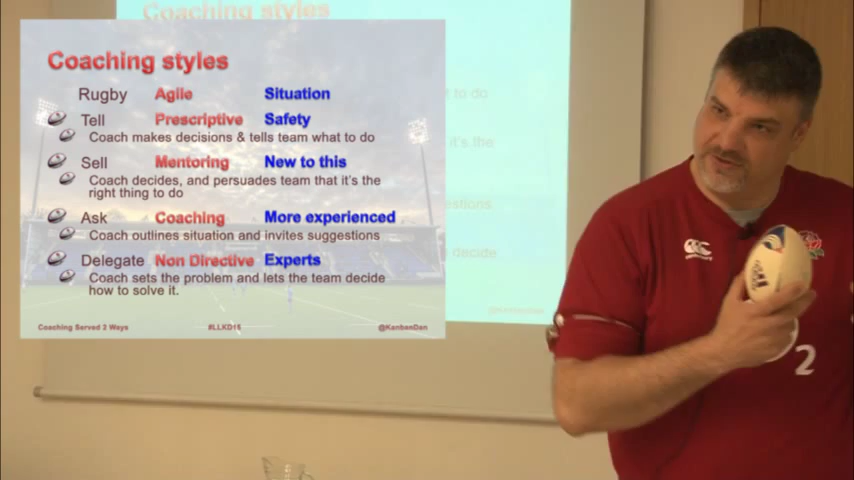 Coaching styles
Coaching styles
Rugby Agile Situation
Tell Prescriptive Safety
Coach makes decisions & tells team what to do
Sell Mentoring New to this
Coach decides, and persuades team that it's the
right thing to do
Ask Coaching More experienced
Coach outlines situation and invites suggestions
Delegate Non Directive Experts
Coach sets the problem and lets the team decide
how to solve it.
Coaching Served 2 Ways #LLKD16 @KanbanDan
to do
it's the
decide
@KanbanDan
2